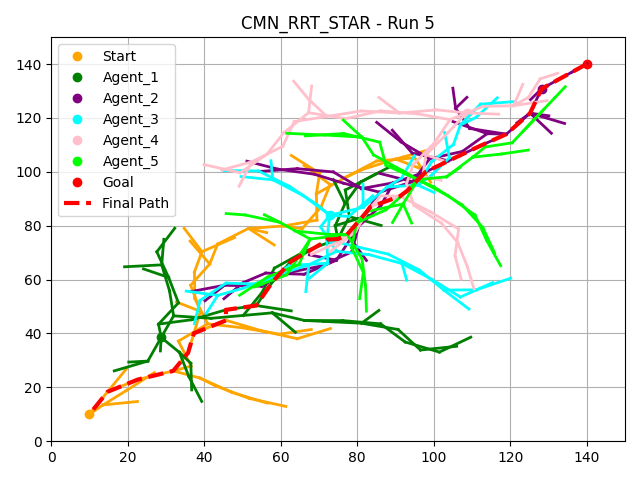 CMN_RRT_STAR - Run 5
Start
Agent_1
Agent_2
Agent_3
Agent_4
Agent_5
Goal
Final Path
140
120
100
80
60
40
20
0
0 20 40 60 80 100 120 140